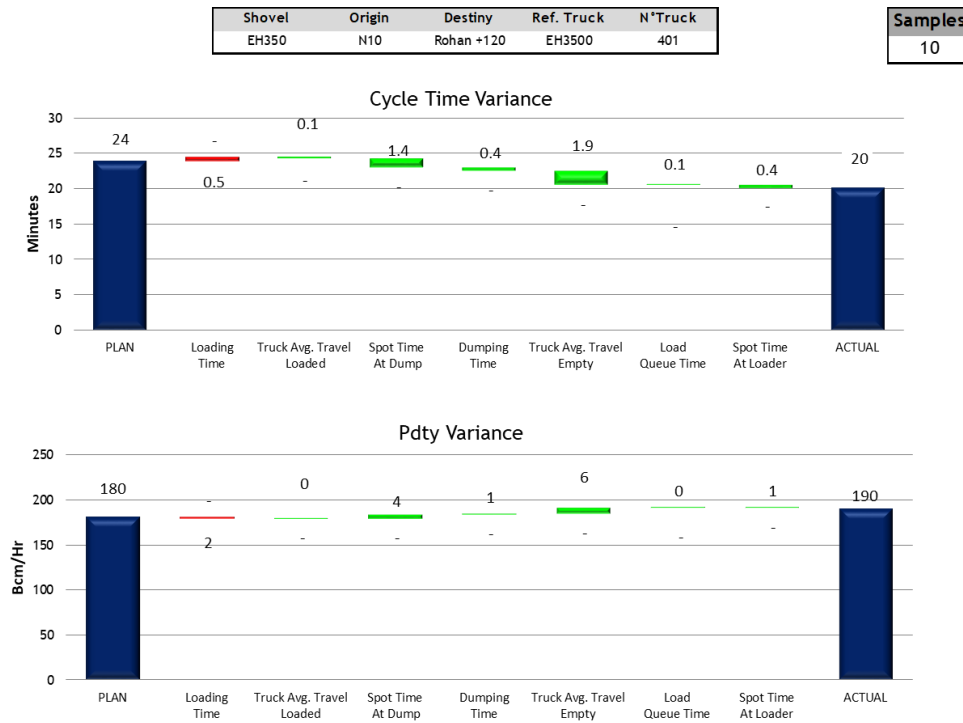 Shovel Origin Destiny Ref. Truck N°Truck
EH350 N10 Rohan +120 EH3500 401
Samples
10
Cycle Time Variance
Minutes
30
25
20
15
10
5
0
24 - 0.1 1.4 0.4 1.9 0.1 0.4 20
0.5 - - - - - -
PLAN Loading Truck Avg. Travel Spot Time Dumping Truck Avg. Travel Load Spot Time ACTUAL
Time Loaded At Dump Time Empty Queue Time At Loader
Pdty Variance
Bcm/Hr
250
200
150
100
50
0
180 - 0 4 1 6 0 1 190
2 - - - - - -
PLAN Loading Truck Avg. Travel Spot Time Dumping Truck Avg. Travel Load Spot Time ACTUAL
Time Loaded At Dump Time Empty Queue Time At Loader